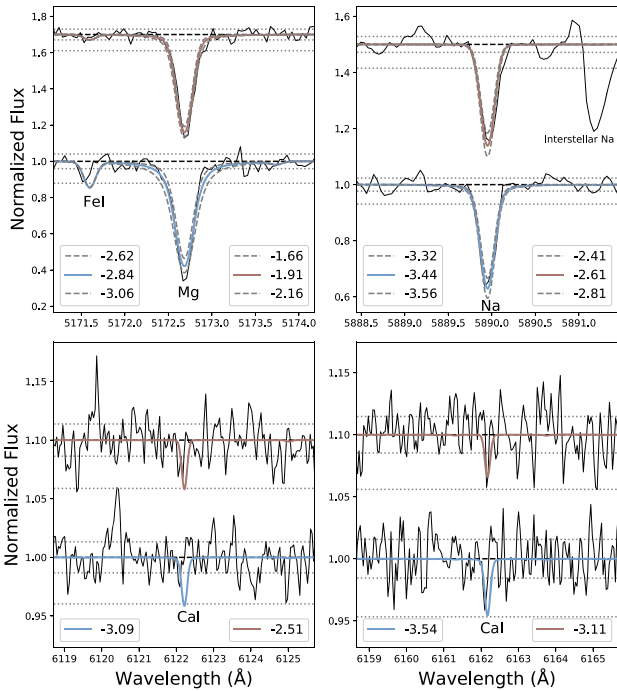 Normalized Flux
1.8
1.6
1.4
1.2
1.0
0.8
0.6
0.4
0.2
FeI
Mg
-2.62
-2.84
-3.06
-1.66
-1.91
-2.16
5171.5 5172.0 5172.5 5173.0 5173.5 5174.0
1.6
1.4
1.2
1.0
0.8
0.6
Interstellar Na
Na
-3.32
-3.44
-3.56
-2.41
-2.61
-2.81
5888.5 5889.0 5889.5 5890.0 5890.5 5891.0
Normalized Flux
1.15
1.10
1.05
1.00
0.95
CaI
-3.09
-2.51
6119 6120 6121 6122 6123 6124 6125
Wavelength (Å)
1.15
1.10
1.05
1.00
0.95
CaI
-3.54
-3.11
6159 6160 6161 6162 6163 6164 6165
Wavelength (Å)